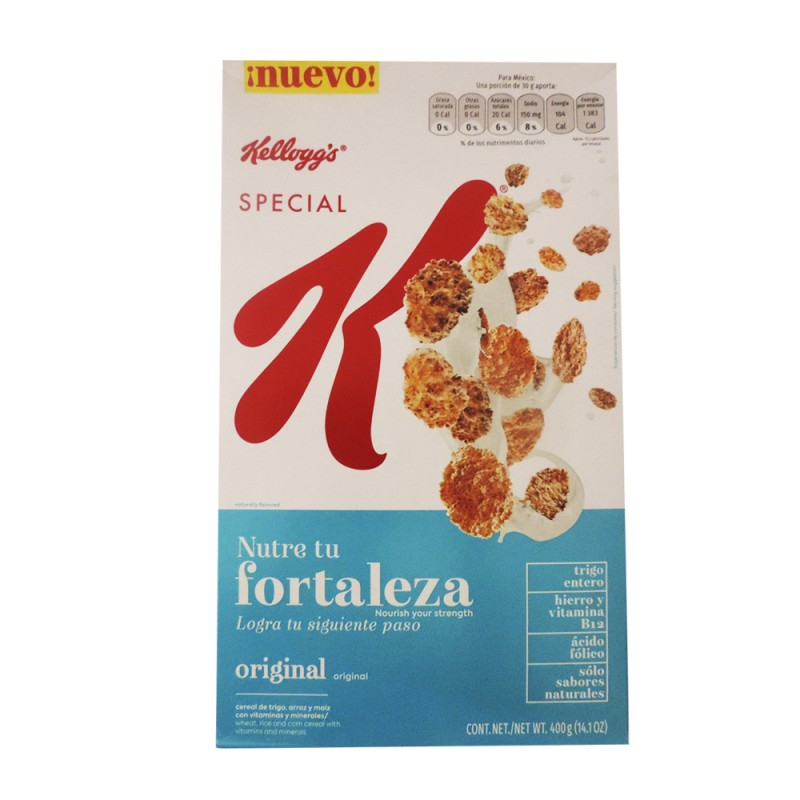 ¡nuevo!
Para México:
Una porción de 30 g aporta:
Grasa saturada 0 Cal 0%
Otras grasas 0 Cal 0%
Azúcares totales 20 Cal 6%
Sodio 150 mg 8%
Energía 104 Cal
Energía por envase 1 383 Cal
% de los nutrimentos diarios
Kellogg's®
SPECIAL
K®
naturally flavored
Nutre tu
fortaleza
Nourish your strength
Logra tu siguiente paso
original original
cereal de trigo, arroz y maíz
con vitaminas y minerales/
wheat, rice and corn cereal with
vitamins and minerals
trigo
entero
hierro y
vitamina
B12
ácido
fólico
sólo
sabores
naturales
CONT.NET./NET WT. 400g (14.1 OZ)